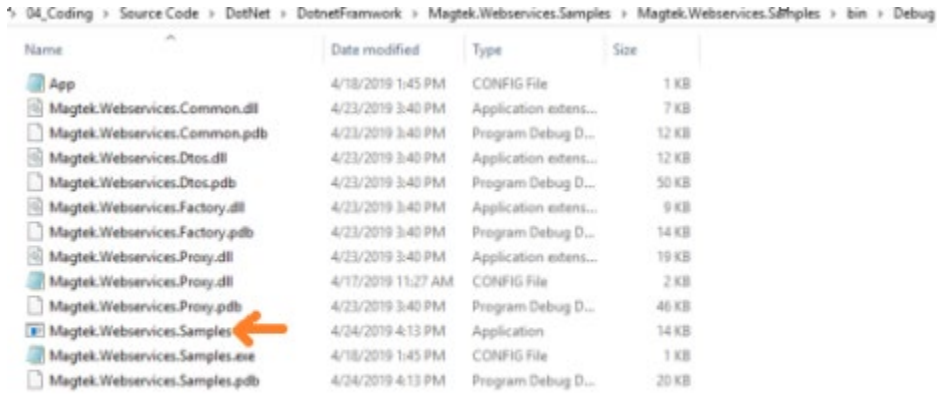 04_Coding > Source Code > DotNet > DotnetFramwork > Magtek.Webservices.Samples > Magtek.Webservices.Samples > bin > Debug
Name Date modified Type Size
App 4/18/2019 1:45 PM CONFIG File 1 KB
Magtek.Webservices.Common.dll 4/23/2019 3:40 PM Application extens... 7 KB
Magtek.Webservices.Common.pdb 4/23/2019 3:40 PM Program Debug D... 12 KB
Magtek.Webservices.Dtos.dll 4/23/2019 3:40 PM Application extens... 12 KB
Magtek.Webservices.Dtos.pdb 4/23/2019 3:40 PM Program Debug D... 50 KB
Magtek.Webservices.Factory.dll 4/23/2019 3:40 PM Application extens... 9 KB
Magtek.Webservices.Factory.pdb 4/23/2019 3:40 PM Program Debug D... 14 KB
Magtek.Webservices.Proxy.dll 4/23/2019 3:40 PM Application extens... 19 KB
Magtek.Webservices.Proxy.dll 4/17/2019 11:27 AM CONFIG File 2 KB
Magtek.Webservices.Proxy.pdb 4/23/2019 3:40 PM Program Debug D... 46 KB
Magtek.Webservices.Samples 4/24/2019 4:13 PM Application 14 KB
Magtek.Webservices.Samples.exe 4/18/2019 1:45 PM CONFIG File 1 KB
Magtek.Webservices.Samples.pdb 4/24/2019 4:13 PM Program Debug D... 20 KB